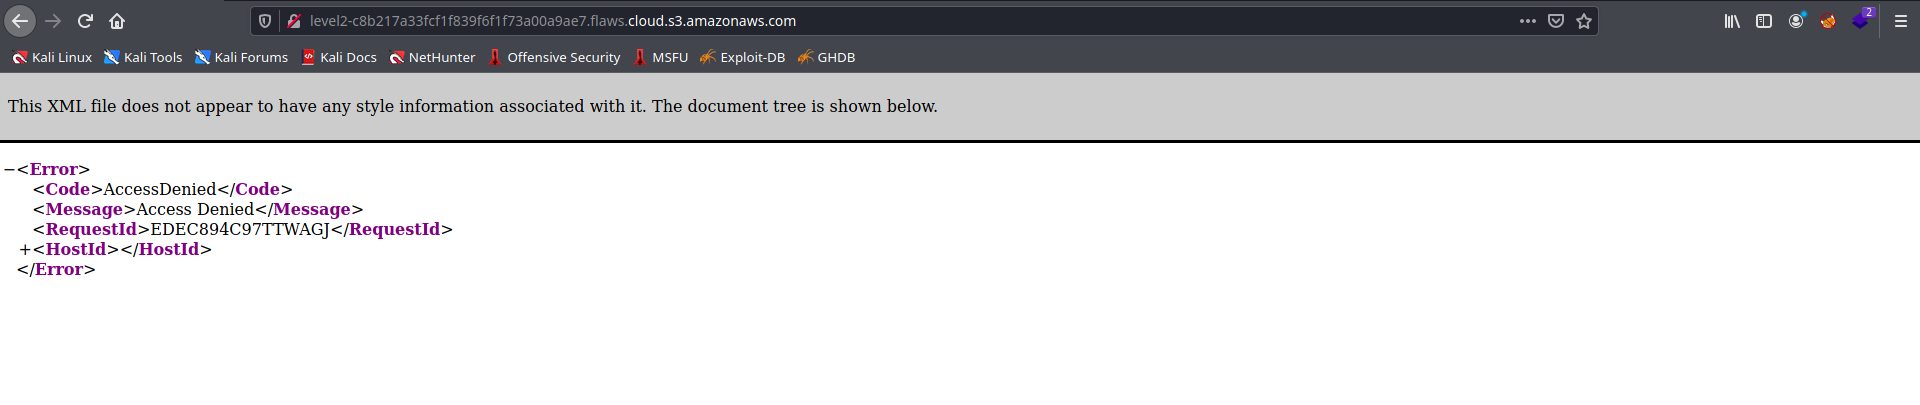 level2-c8b217a33fcf1f839f6f1f73a00a9ae7.flaws.cloud.s3.amazonaws.com
2
Kali Linux Kali Tools Kali Forums Kali Docs NetHunter Offensive Security MSFU Exploit-DB GHDB
This XML file does not appear to have any style information associated with it. The document tree is shown below.
−<Error>
<Code>AccessDenied</Code>
<Message>Access Denied</Message>
<RequestId>EDEC894C97TTWAGJ</RequestId>
+<HostId></HostId>
</Error>